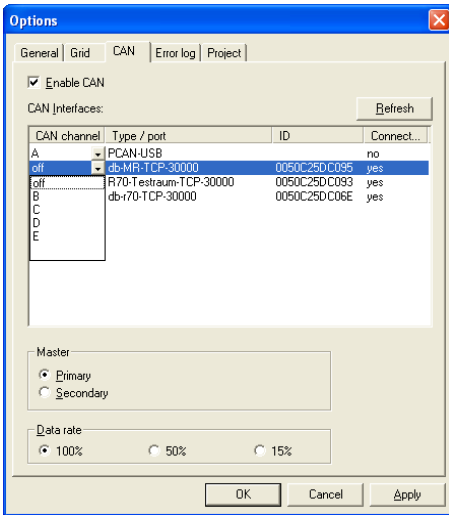 Options
General Grid CAN Error log Project
Enable CAN
CAN Interfaces: Refresh
CAN channel Type / port ID Connect...
A PCAN-USB no
off db-MR-TCP-30000 0050C25DC095 yes
off R70-Testraum-TCP-30000 0050C25DC093 yes
B db-r70-TCP-30000 0050C25DC06E yes
C
D
E
Master
Primary
Secondary
Data rate
100% 50% 15%
OK Cancel Apply